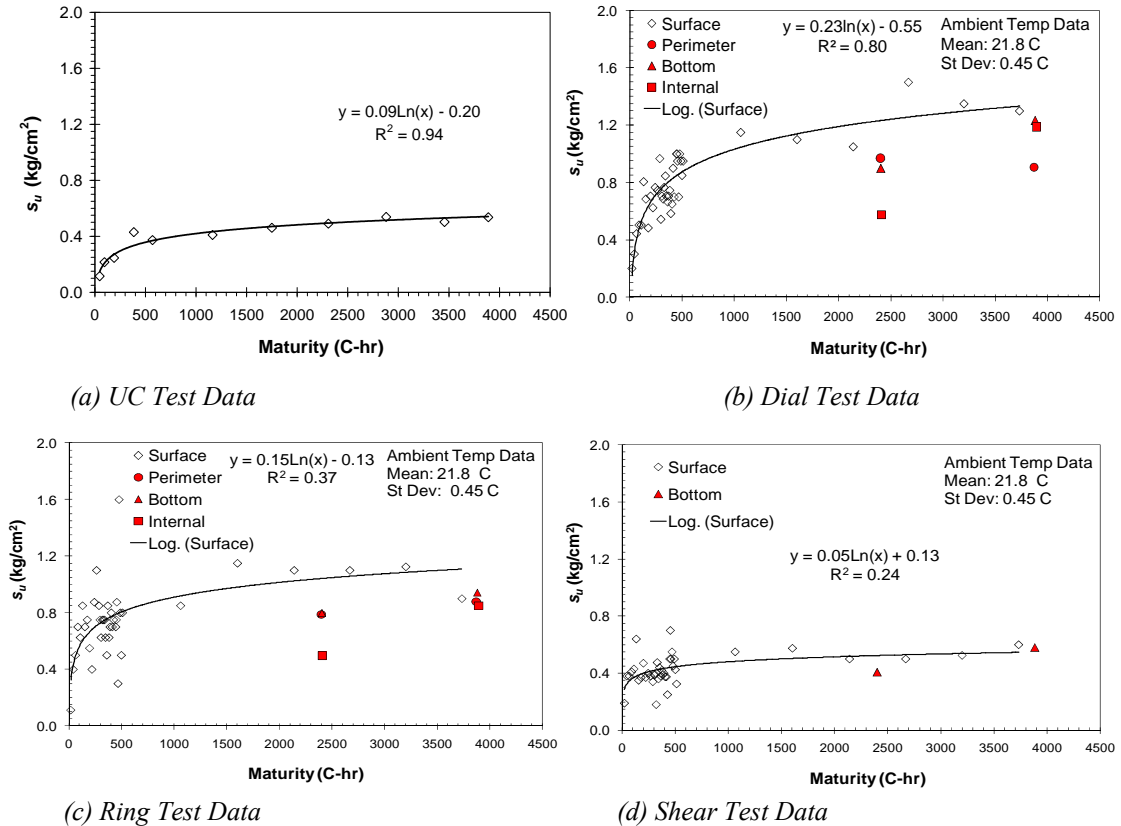 2.0
1.6
1.2
0.8
0.4
0.0
s_u (kg/cm²)
y = 0.09Ln(x) - 0.20
R² = 0.94
0 500 1000 1500 2000 2500 3000 3500 4000 4500
Maturity (C-hr)
(a) UC Test Data
2.0
1.6
1.2
0.8
0.4
0.0
s_u (kg/cm²)
Surface
Perimeter
Bottom
Internal
Log. (Surface)
y = 0.23ln(x) - 0.55
R² = 0.80
Ambient Temp Data
Mean: 21.8 C
St Dev: 0.45 C
0 500 1000 1500 2000 2500 3000 3500 4000 4500
Maturity (C-hr)
(b) Dial Test Data
2.0
1.6
1.2
0.8
0.4
0.0
s_u (kg/cm²)
Surface
Perimeter
Bottom
Internal
Log. (Surface)
y = 0.15Ln(x) - 0.13
R² = 0.37
Ambient Temp Data
Mean: 21.8 C
St Dev: 0.45 C
0 500 1000 1500 2000 2500 3000 3500 4000 4500
Maturity (C-hr)
(c) Ring Test Data
2.0
1.6
1.2
0.8
0.4
0.0
s_u (kg/cm²)
Surface
Bottom
Log. (Surface)
Ambient Temp Data
Mean: 21.8 C
St Dev: 0.45 C
y = 0.05Ln(x) + 0.13
R² = 0.24
0 500 1000 1500 2000 2500 3000 3500 4000 4500
Maturity (C-hr)
(d) Shear Test Data